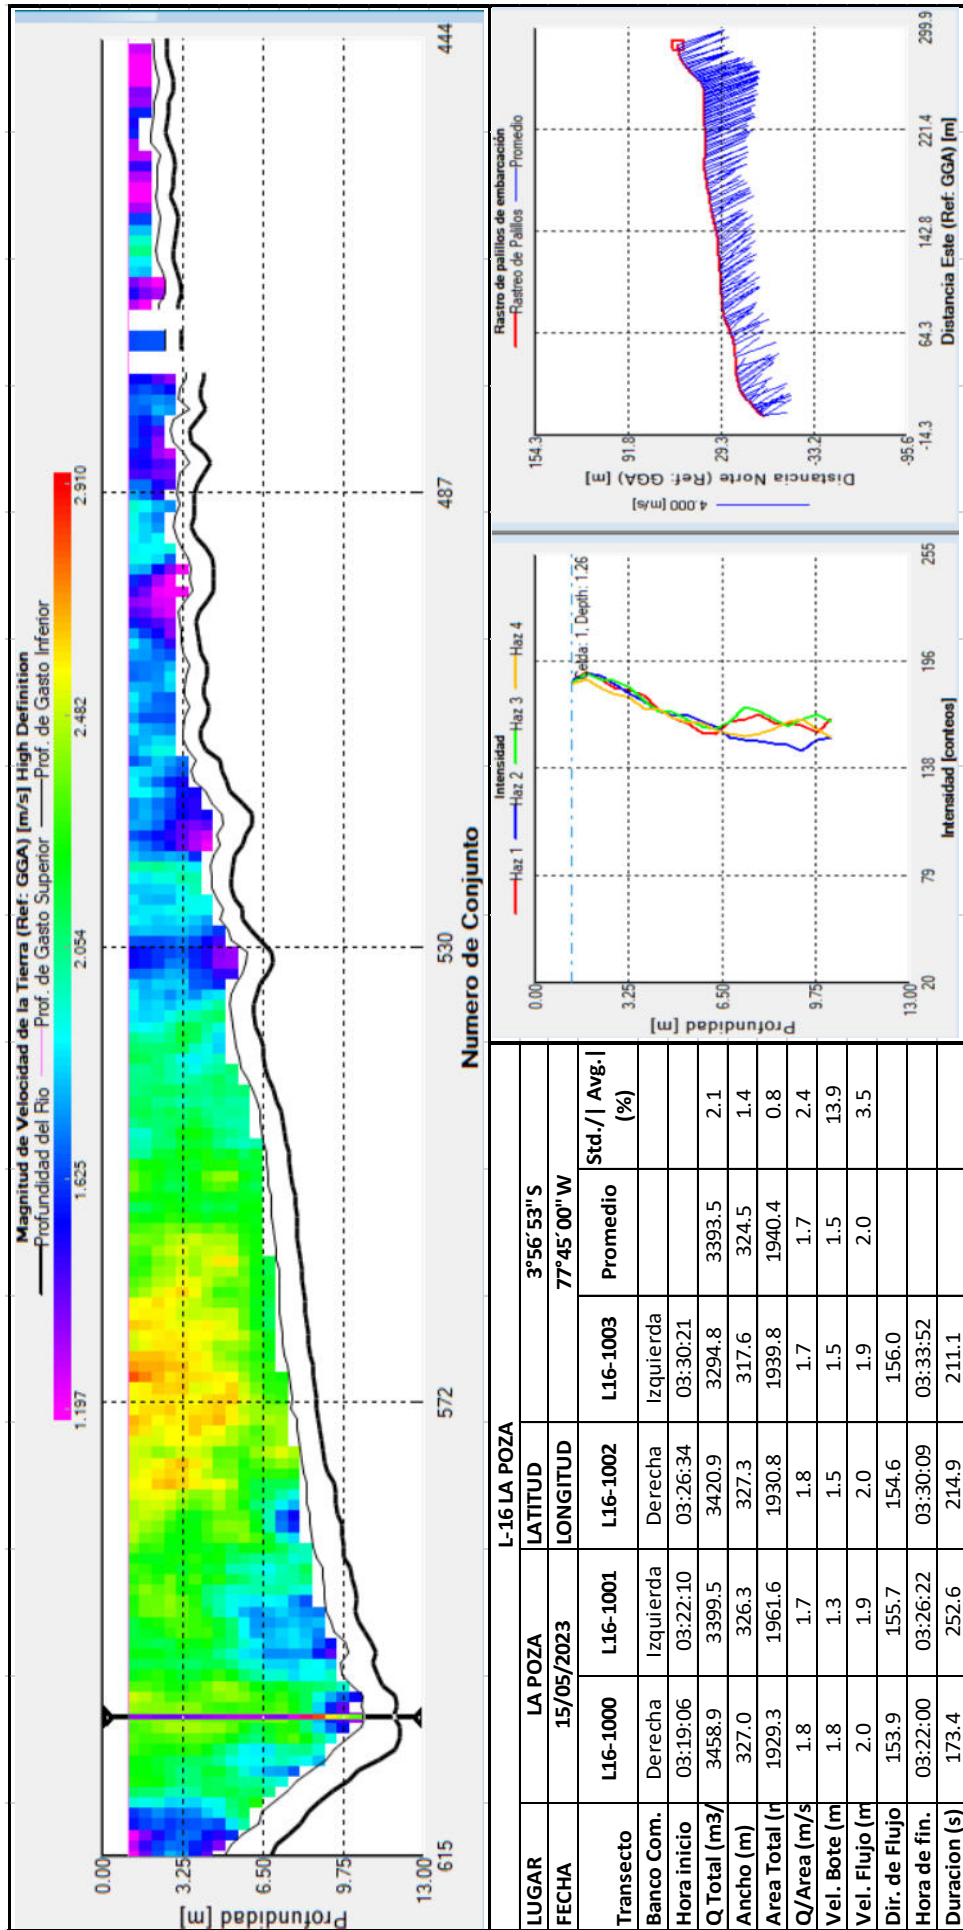 Magnitud de Velocidad de la Tierra (Ref: GGA) [m/s] High Definition
Profundidad del Rio Prof. de Gasto Superior Prof. de Gasto Inferior
1.197 1.625 2.054 2.482 2.910
Profundidad [m]
0.00
3.25
6.50
9.75
13.00
615 572 530 487 444
Numero de Conjunto
L-16 LA POZA
LUGAR LA POZA LATITUD 3°56´53'' S
FECHA 15/05/2023 LONGITUD 77°45´00'' W
Transecto L16-1000 L16-1001 L16-1002 L16-1003 Promedio Std./| Avg.| (%)
Banco Com. Derecha Izquierda Derecha Izquierda
Hora inicio 03:19:06 03:22:10 03:26:34 03:30:21
Q Total (m3/ 3458.9 3399.5 3420.9 3294.8 3393.5 2.1
Ancho (m) 327.0 326.3 327.3 317.6 324.5 1.4
Area Total (r 1929.3 1961.6 1930.8 1939.8 1940.4 0.8
Q/Area (m/s 1.8 1.7 1.8 1.7 1.7 2.4
Vel. Bote (m 1.8 1.3 1.5 1.5 1.5 13.9
Vel. Flujo (m 2.0 1.9 2.0 1.9 2.0 3.5
Dir. de Flujo 153.9 155.7 154.6 156.0
Hora de fin. 03:22:00 03:26:22 03:30:09 03:33:52
Duracion (s) 173.4 252.6 214.9 211.1
Intensidad
Haz 1 Haz 2 Haz 3 Haz 4
Celda: 1, Depth: 1.26
Profundidad [m]
0.00
3.25
6.50
9.75
13.00
20 79 138 196 255
Intensidad [conteos]
Rastro de palillos de embarcación
Rastreo de Palillos Promedio
4.000 [m/s]
Distancia Norte (Ref: GGA) [m]
154.3
91.8
29.3
-33.2
-95.6
-14.3 64.3 142.8 221.4 299.9
Distancia Este (Ref: GGA) [m]